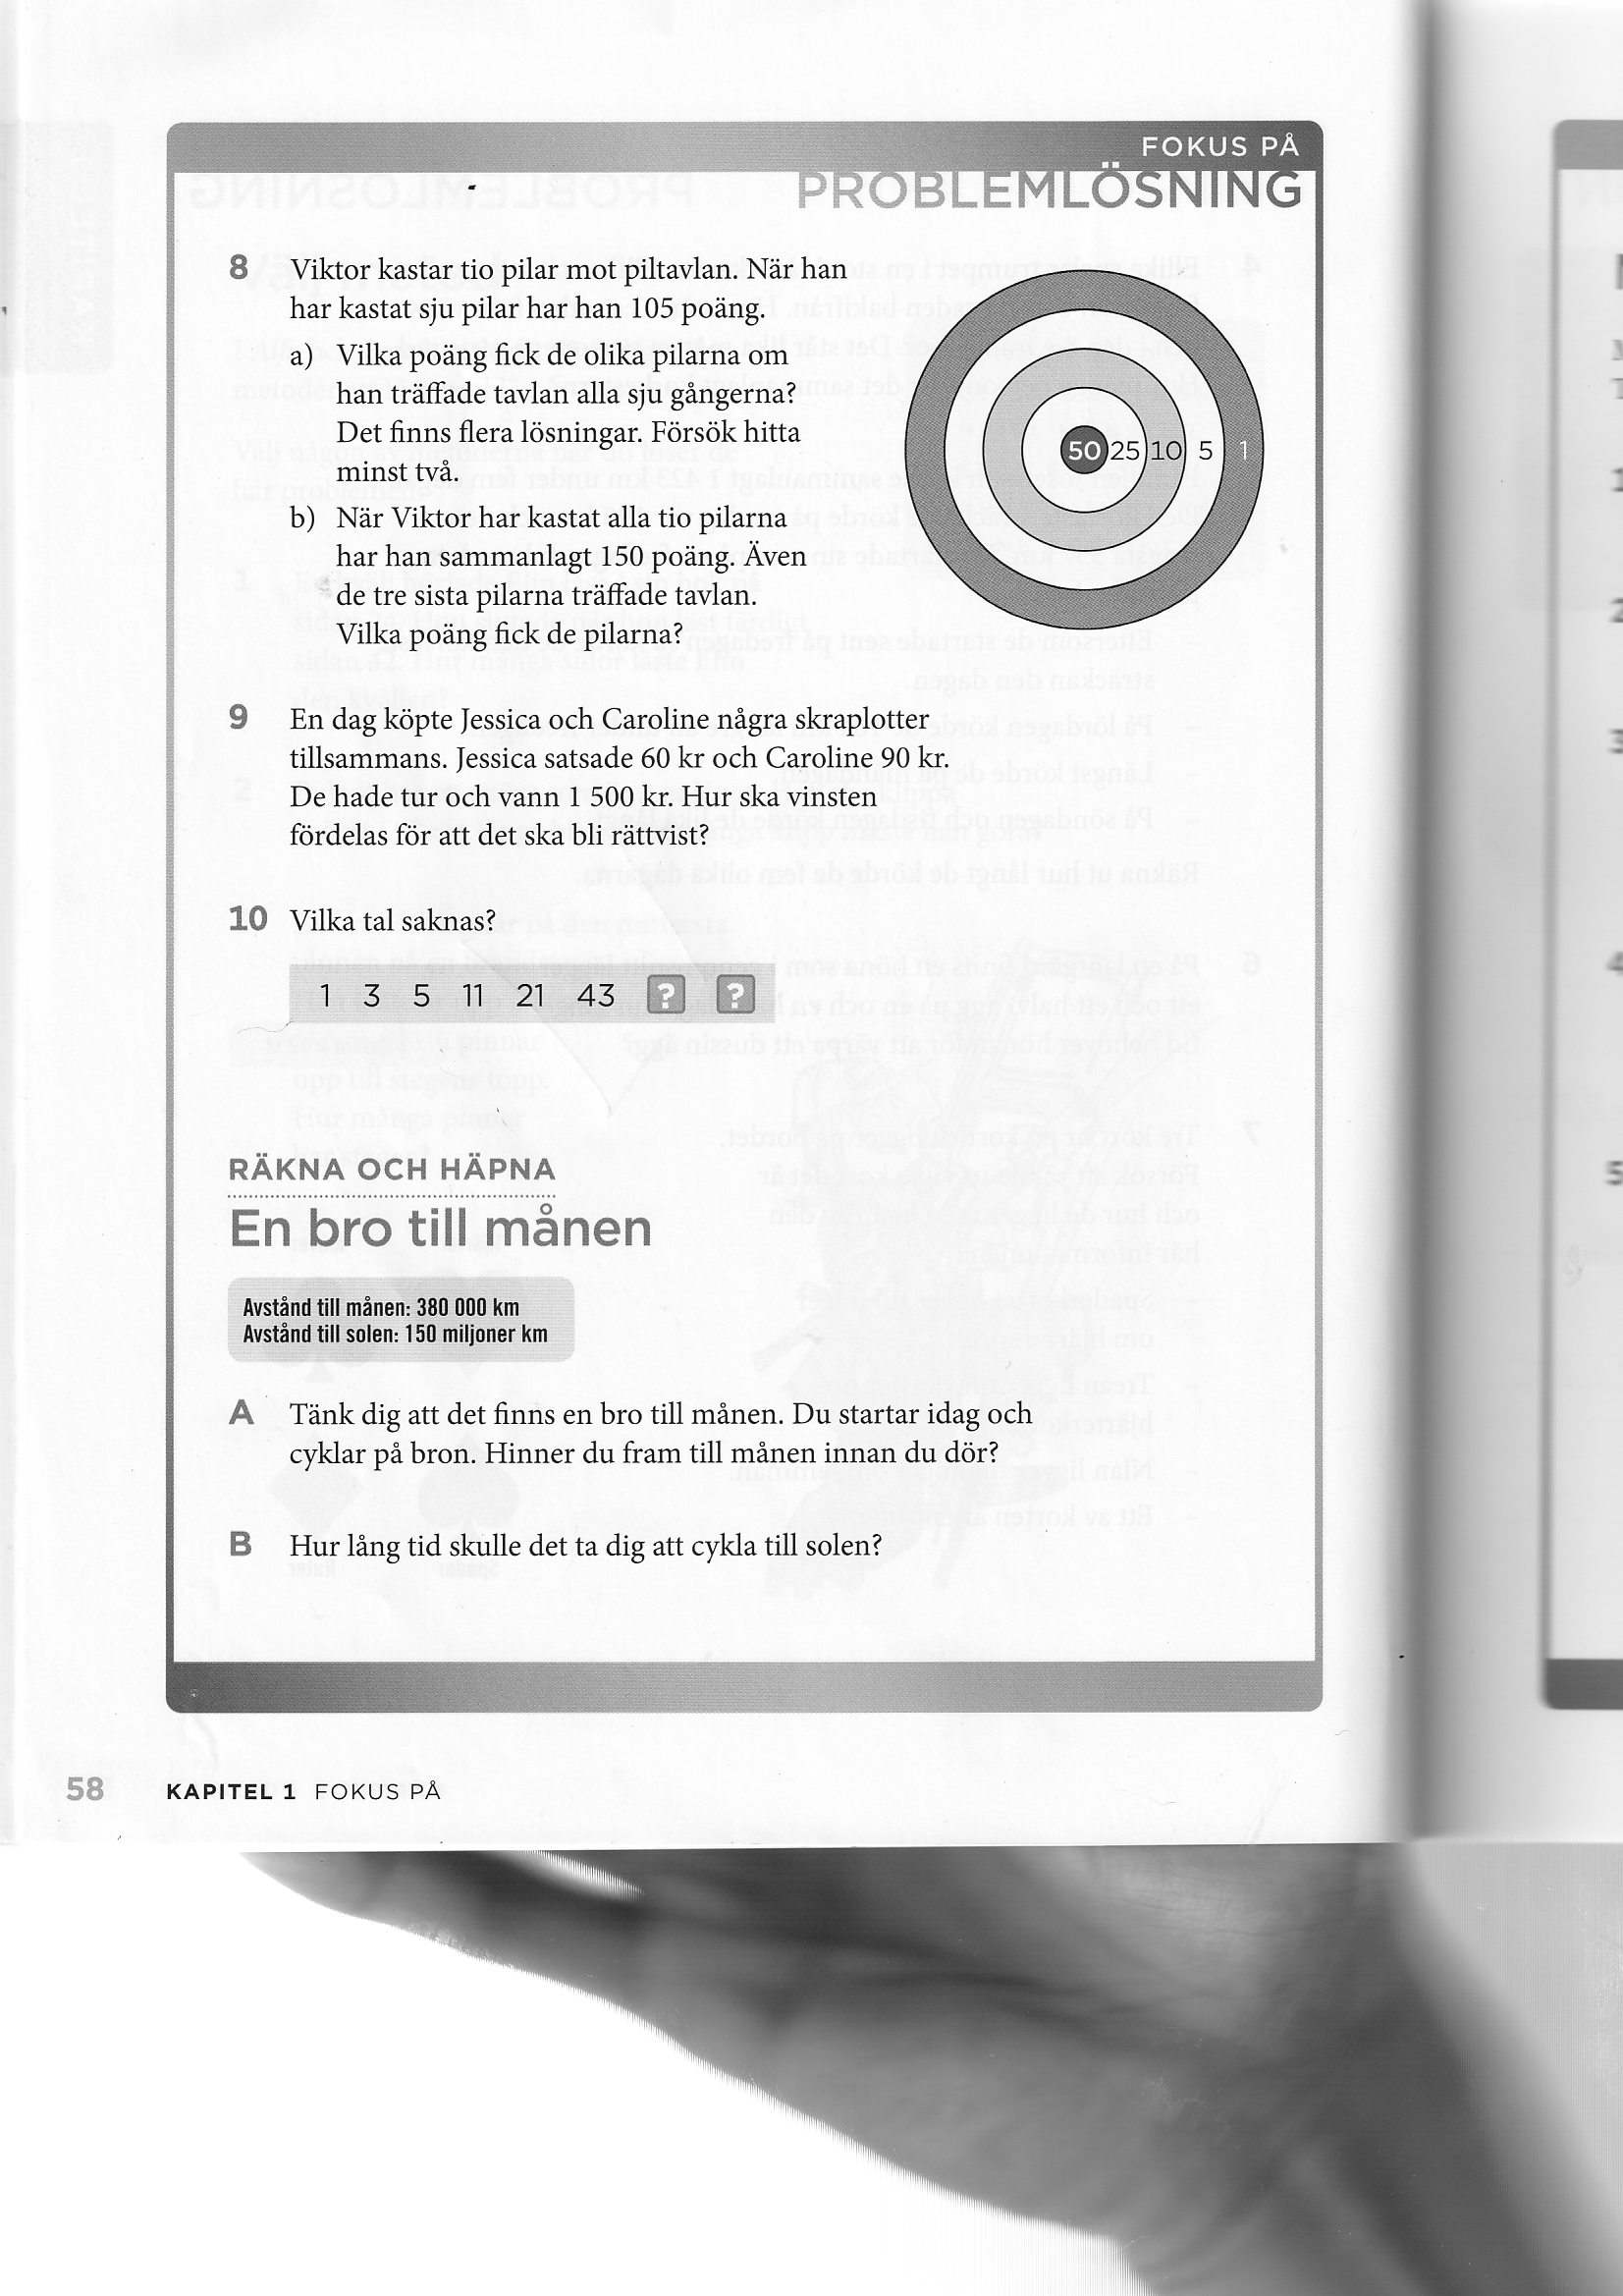 FOKUS PÅ
PROBLEMLÖSNING
8 Viktor kastar tio pilar mot piltavlan. När han
har kastat sju pilar har han 105 poäng.
a) Vilka poäng fick de olika pilarna om
han träffade tavlan alla sju gångerna?
Det finns flera lösningar. Försök hitta
minst två.
b) När Viktor har kastat alla tio pilarna
har han sammanlagt 150 poäng. Även
de tre sista pilarna träffade tavlan.
Vilka poäng fick de pilarna?
50 25 10 5 1
9 En dag köpte Jessica och Caroline några skraplotter
tillsammans. Jessica satsade 60 kr och Caroline 90 kr.
De hade tur och vann 1 500 kr. Hur ska vinsten
fördelas för att det ska bli rättvist?
10 Vilka tal saknas?
1 3 5 11 21 43 ? ?
RÄKNA OCH HÄPNA
En bro till månen
Avstånd till månen: 380 000 km
Avstånd till solen: 150 miljoner km
A Tänk dig att det finns en bro till månen. Du startar idag och
cyklar på bron. Hinner du fram till månen innan du dör?
B Hur lång tid skulle det ta dig att cykla till solen?
58 KAPITEL 1 FOKUS PÅ